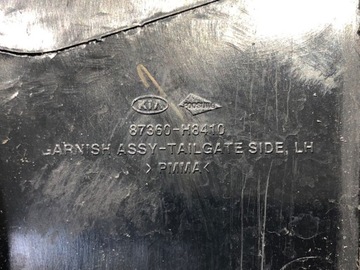 KIA
87360-H8410
GARNISH ASSY-TAILGATE SIDE, LH
>PMMA<